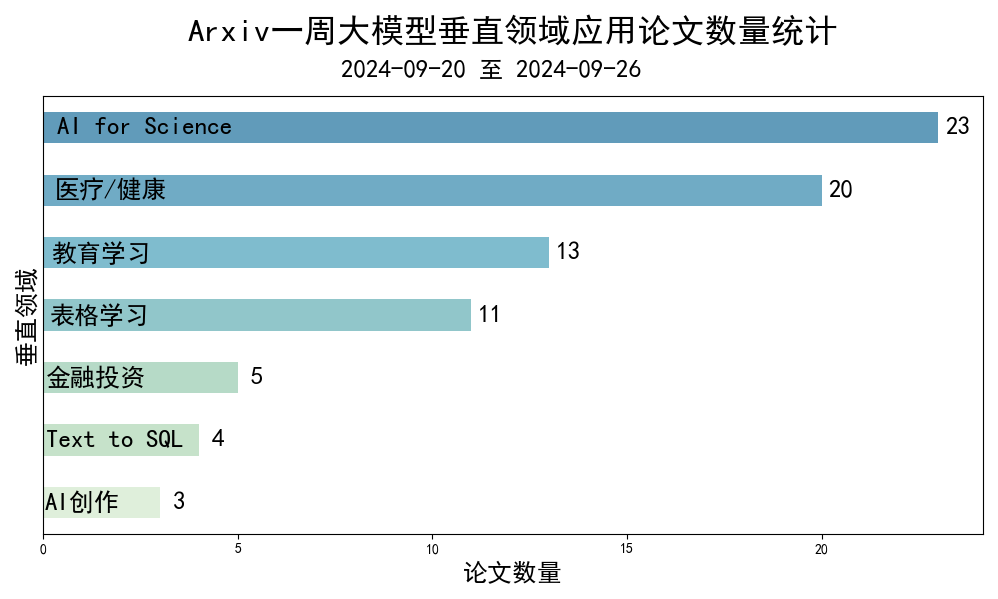 Arxiv一周大模型垂直领域应用论文数量统计
2024-09-20 至 2024-09-26
垂直领域
AI for Science 23
医疗/健康 20
教育学习 13
表格学习 11
金融投资 5
Text to SQL 4
AI创作 3
0 5 10 15 20
论文数量